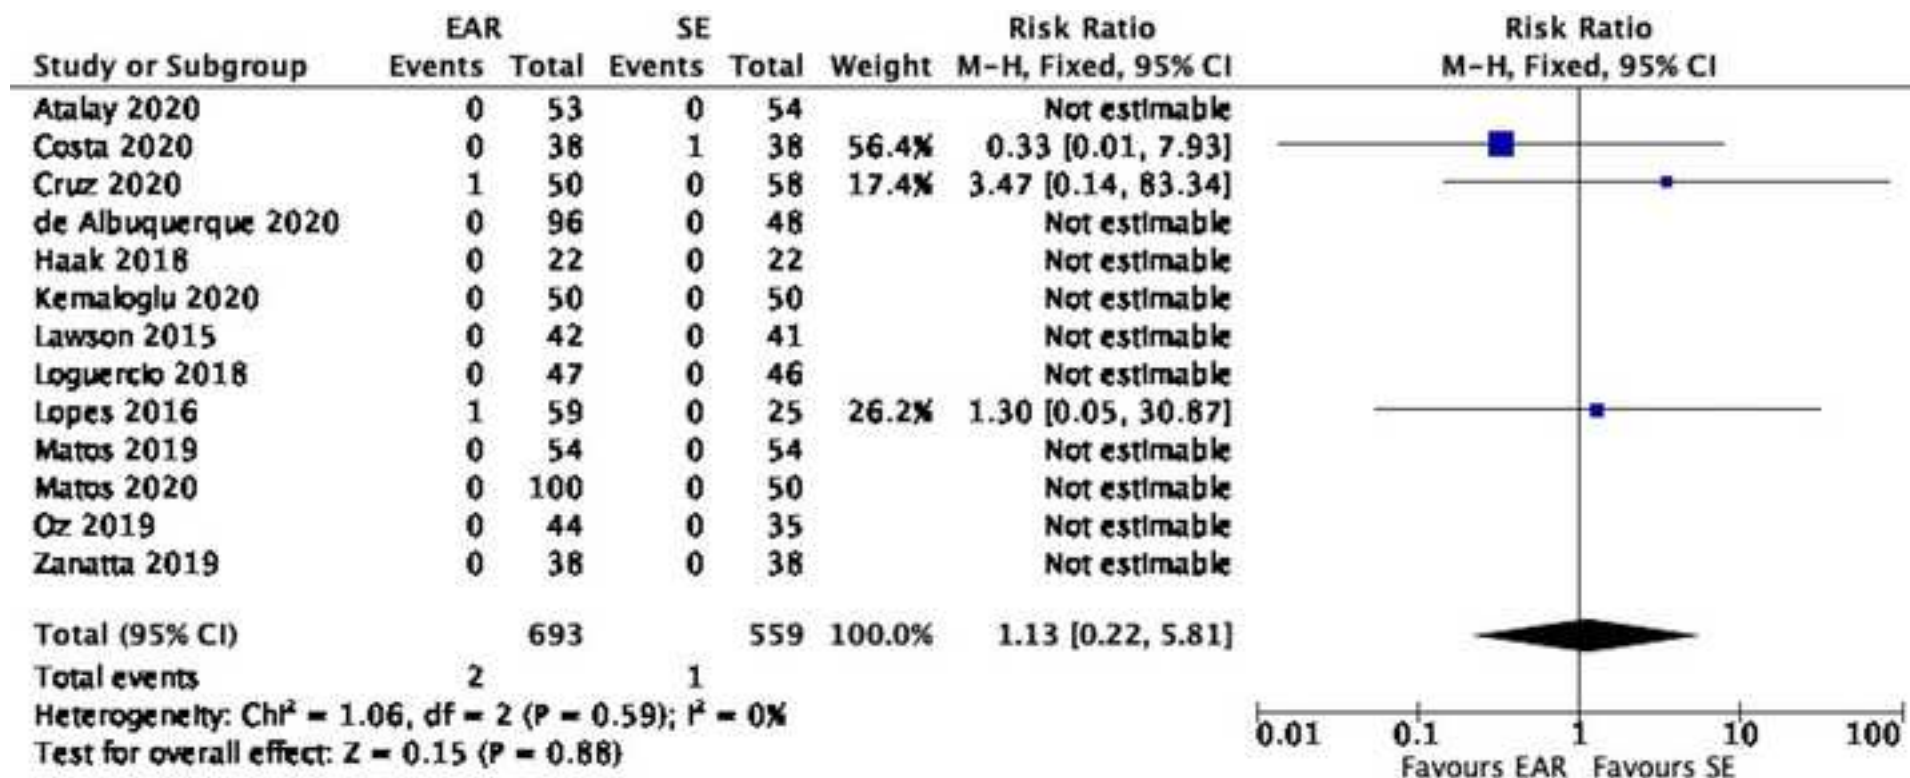 EAR SE Risk Ratio Risk Ratio
Study or Subgroup Events Total Events Total Weight M-H, Fixed, 95% CI M-H, Fixed, 95% CI
Atalay 2020 0 53 0 54 Not estimable
Costa 2020 0 38 1 38 56.4% 0.33 [0.01, 7.93]
Cruz 2020 1 50 0 58 17.4% 3.47 [0.14, 83.34]
de Albuquerque 2020 0 96 0 48 Not estimable
Haak 2018 0 22 0 22 Not estimable
Kemaloglu 2020 0 50 0 50 Not estimable
Lawson 2015 0 42 0 41 Not estimable
Loguercio 2018 0 47 0 46 Not estimable
Lopes 2016 1 59 0 25 26.2% 1.30 [0.05, 30.87]
Matos 2019 0 54 0 54 Not estimable
Matos 2020 0 100 0 50 Not estimable
Oz 2019 0 44 0 35 Not estimable
Zanatta 2019 0 38 0 38 Not estimable
Total (95% CI) 693 559 100.0% 1.13 [0.22, 5.81]
Total events 2 1
Heterogeneity: Chi² = 1.06, df = 2 (P = 0.59); I² = 0%
Test for overall effect: Z = 0.15 (P = 0.88)
0.01 0.1 1 10 100
Favours EAR Favours SE